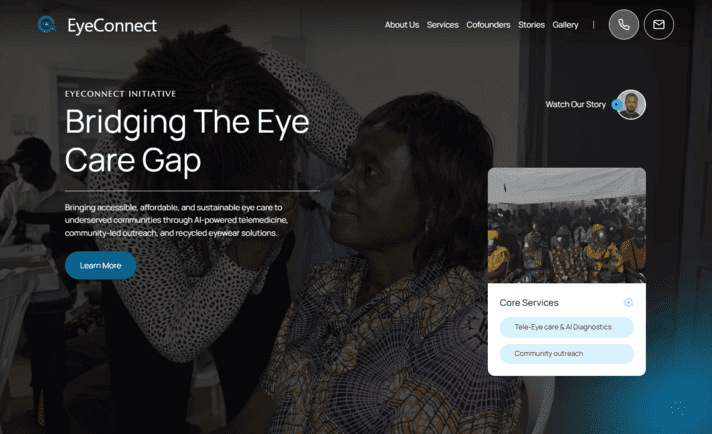 EyeConnect
About Us Services Cofounders Stories Gallery
EYECONNECT INITIATIVE
Bridging The Eye
Care Gap
Watch Our Story
Bringing accessible, affordable, and sustainable eye care to
underserved communities through AI-powered telemedicine,
community-led outreach, and recycled eyewear solutions.
Learn More
Core Services
Tele-Eye care & AI Diagnostics
Community outreach